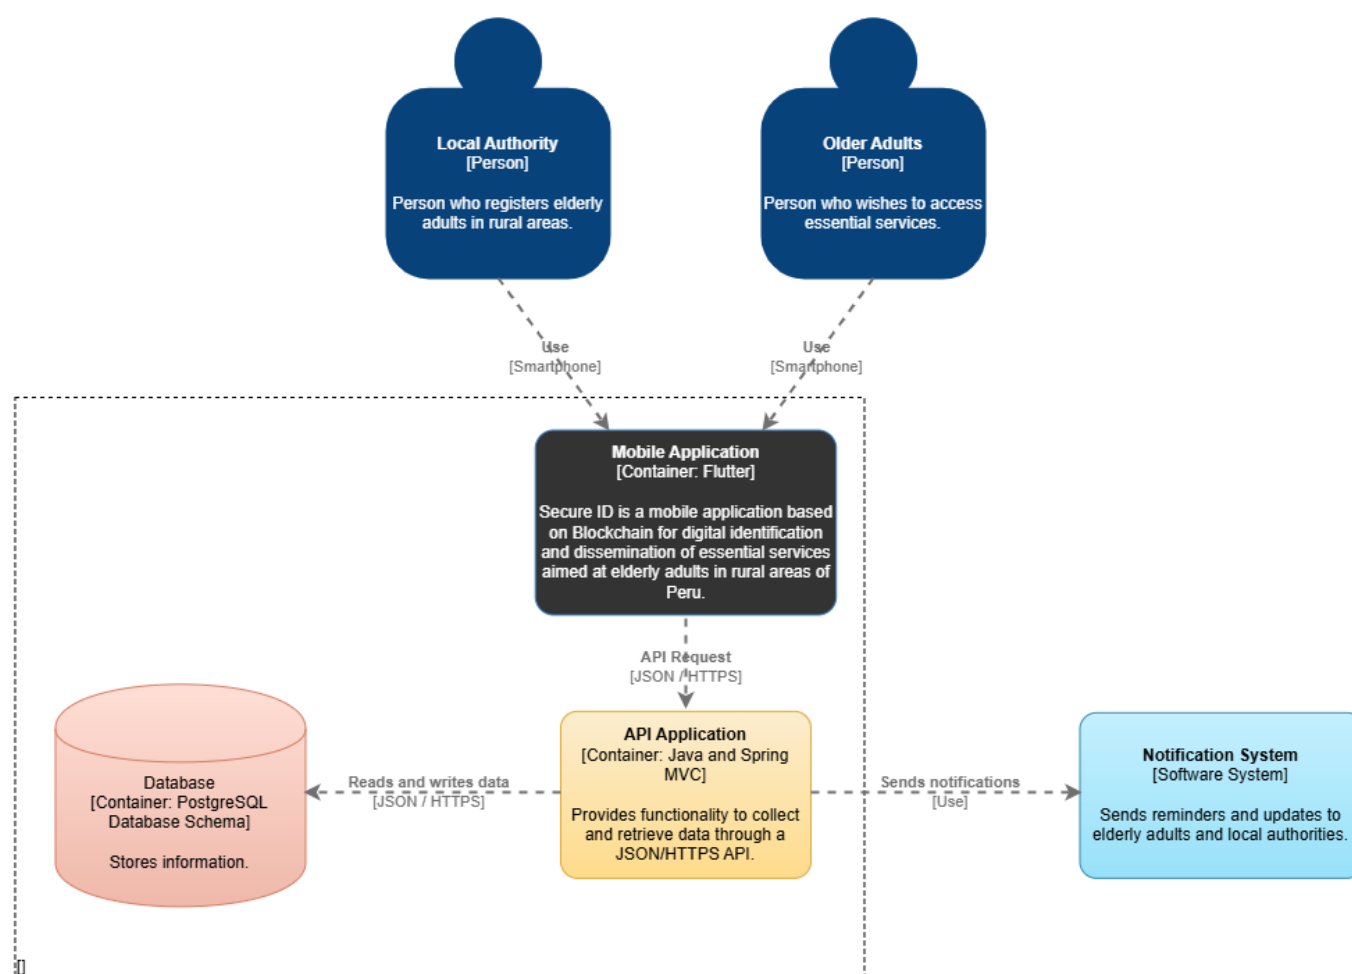 Local Authority
[Person]
Person who registers elderly
adults in rural areas.
Older Adults
[Person]
Person who wishes to access
essential services.
Use
[Smartphone]
Use
[Smartphone]
Mobile Application
[Container: Flutter]
Secure ID is a mobile application based
on Blockchain for digital identification
and dissemination of essential services
aimed at elderly adults in rural areas of
Peru.
API Request
[JSON / HTTPS]
Database
[Container: PostgreSQL
Database Schema]
Stores information.
Reads and writes data
[JSON / HTTPS]
API Application
[Container: Java and Spring
MVC]
Provides functionality to collect
and retrieve data through a
JSON/HTTPS API.
Sends notifications
[Use]
Notification System
[Software System]
Sends reminders and updates to
elderly adults and local authorities.
[]